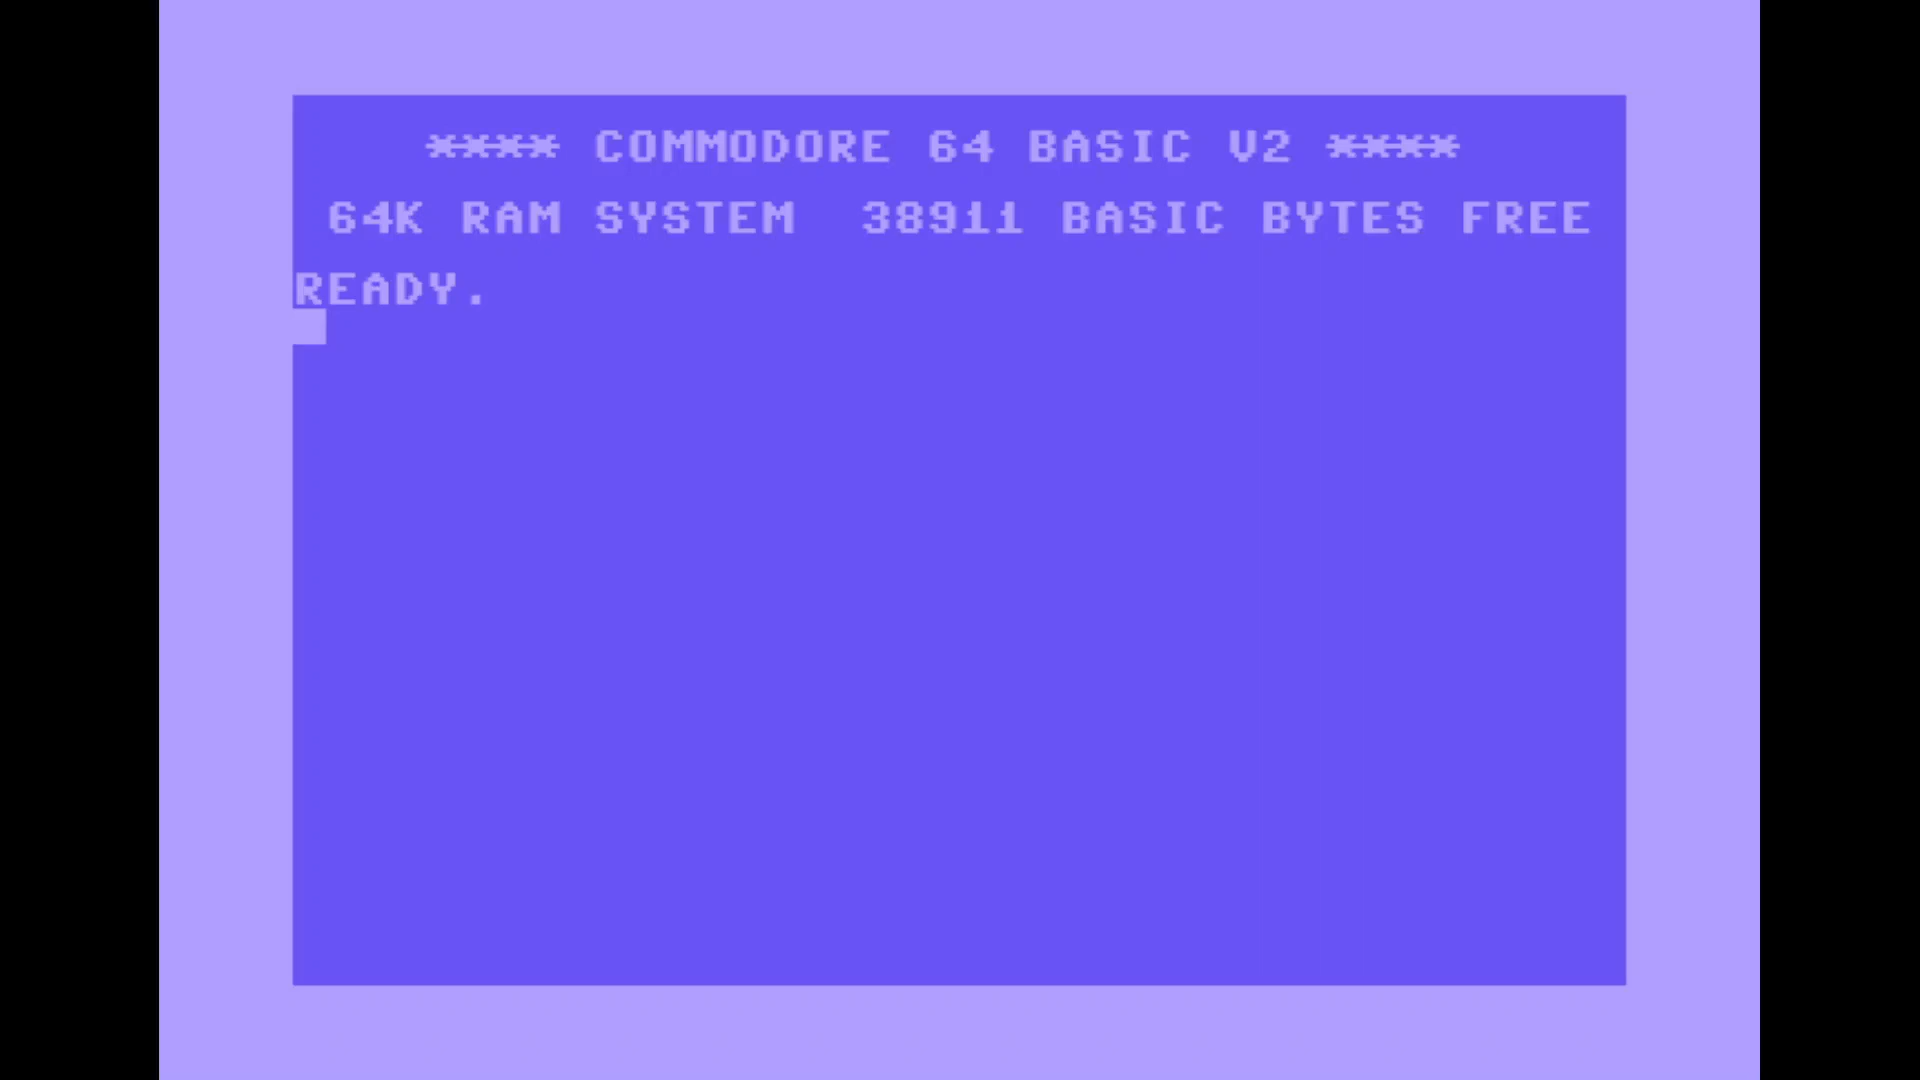 **** COMMODORE 64 BASIC V2 ****
64K RAM SYSTEM  38911 BASIC BYTES FREE
READY.